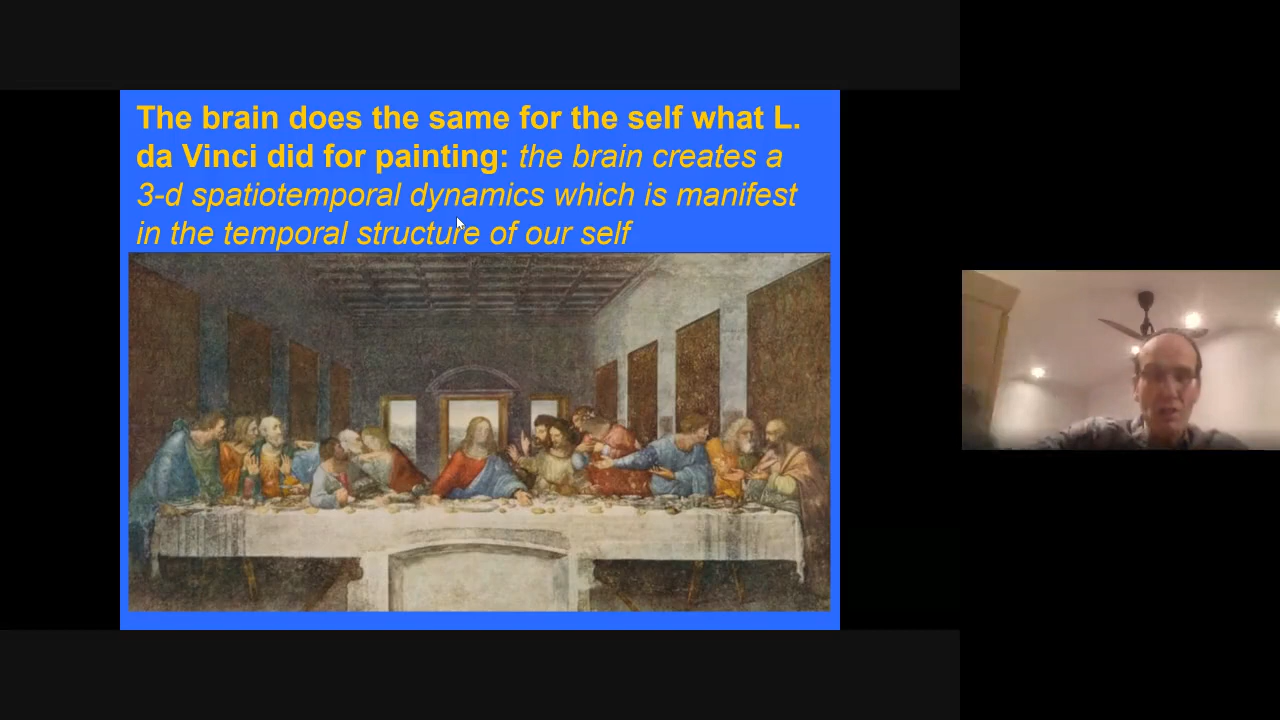 The brain does the same for the self what L.
da Vinci did for painting: the brain creates a
3-d spatiotemporal dynamics which is manifest
in the temporal structure of our self